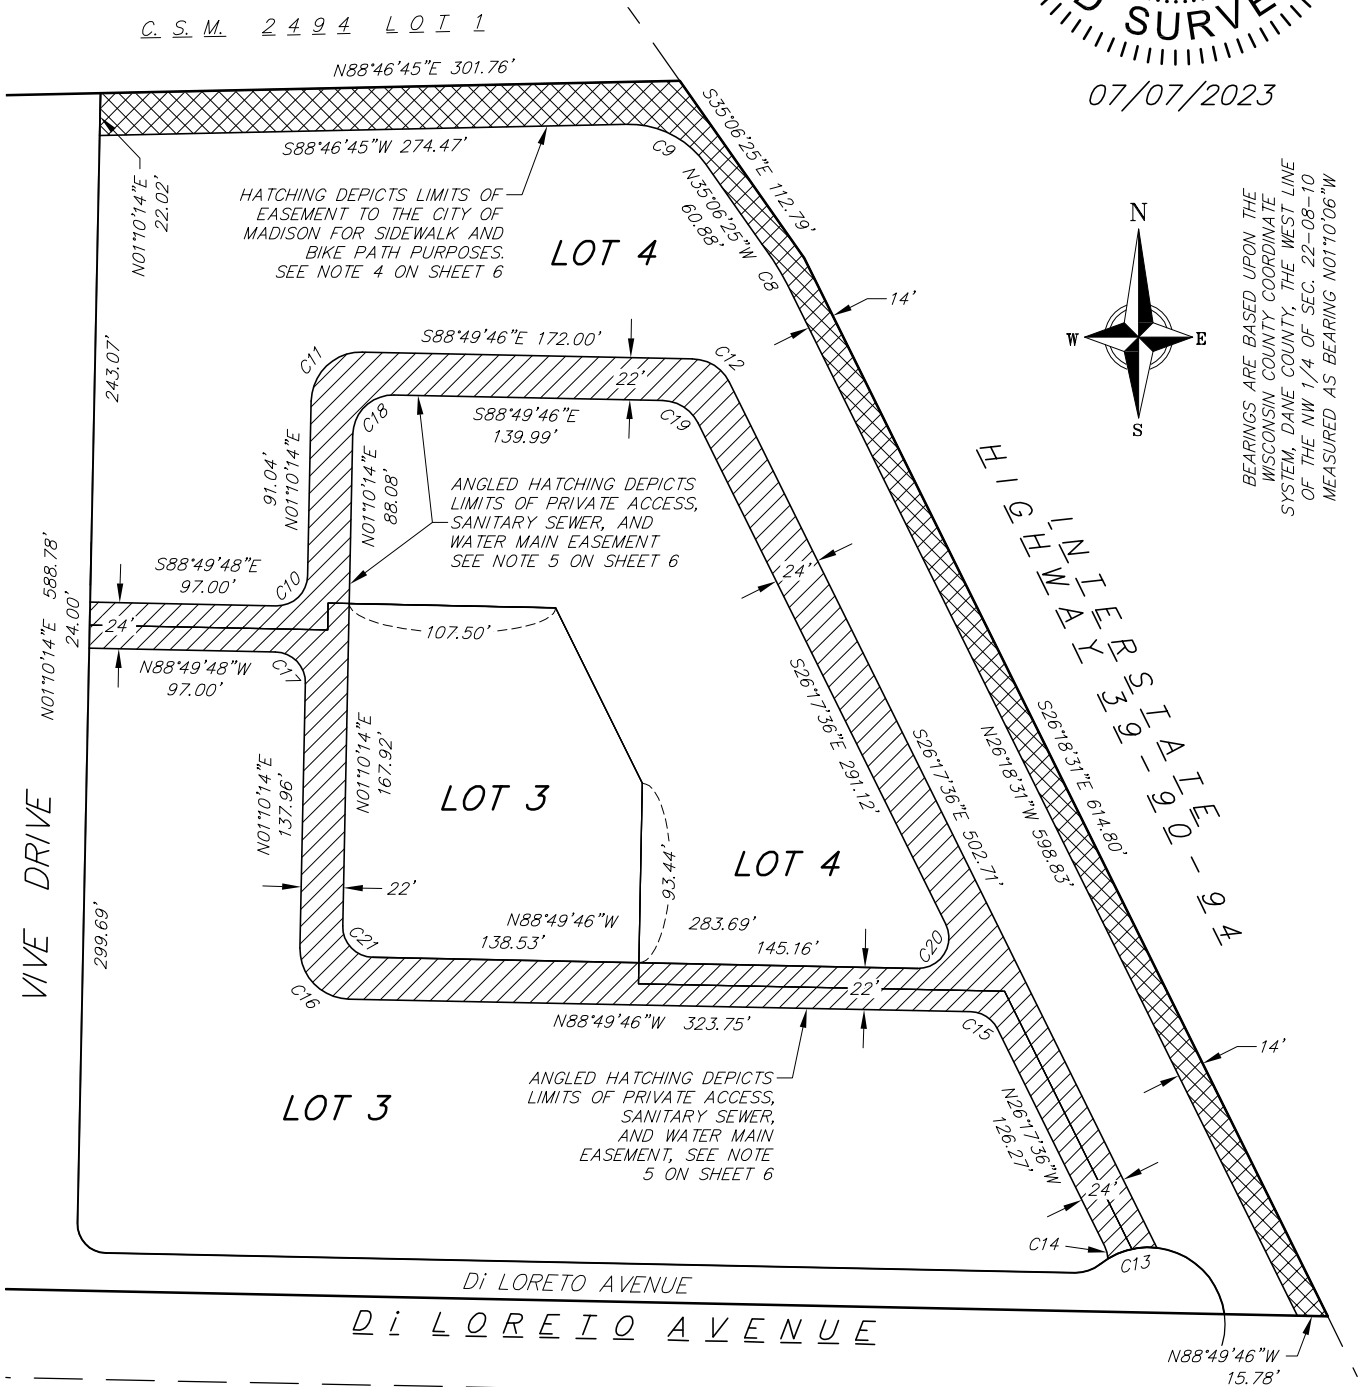 C. S. M. 2 4 9 4 L O T 1
D SURVE
07/07/2023
N88°46'45"E 301.76'
S88°46'45"W 274.47'
C9
S35°06'25"E 112.79'
N35°06'25"W
60.88'
C8
N01°10'14"E
22.02'
HATCHING DEPICTS LIMITS OF
EASEMENT TO THE CITY OF
MADISON FOR SIDEWALK AND
BIKE PATH PURPOSES.
SEE NOTE 4 ON SHEET 6
LOT 4
14'
N
W
E
S
BEARINGS ARE BASED UPON THE
WISCONSIN COUNTY COORDINATE
SYSTEM, DANE COUNTY, THE WEST LINE
OF THE NW 1/4 OF SEC. 22-08-10
MEASURED AS BEARING N01°10'06"W
243.07'
C11
S88°49'46"E 172.00'
C12
22'
C18
S88°49'46"E
139.99'
C19
91.04'
N01°10'14"E
N01°10'14"E
88.08'
ANGLED HATCHING DEPICTS
LIMITS OF PRIVATE ACCESS,
SANITARY SEWER, AND
WATER MAIN EASEMENT
SEE NOTE 5 ON SHEET 6
I N T E R S T A T E
H I G H W A Y 3 9 - 9 0 - 9 4
N01°10'14"E 588.78'
24.00'
S88°49'48"E
97.00'
C10
24'
24'
107.50'
N88°49'48"W
97.00'
C17
S26°17'36"E 291.12'
S26°17'36"E 502.71'
N26°18'31"W 598.83'
S26°18'31"E 614.80'
N01°10'14"E
137.96'
N01°10'14"E
167.92'
LOT 3
LOT 4
93.44'
VIVE DRIVE
299.69'
22'
C21
N88°49'46"W
138.53'
283.69'
145.16'
C20
22'
C16
N88°49'46"W 323.75'
C15
14'
ANGLED HATCHING DEPICTS
LIMITS OF PRIVATE ACCESS,
SANITARY SEWER,
AND WATER MAIN
EASEMENT, SEE NOTE
5 ON SHEET 6
LOT 3
N26°17'36"W
126.27'
24'
C14
C13
Di LORETO AVENUE
D i L O R E T O A V E N U E
N88°49'46"W
15.78'